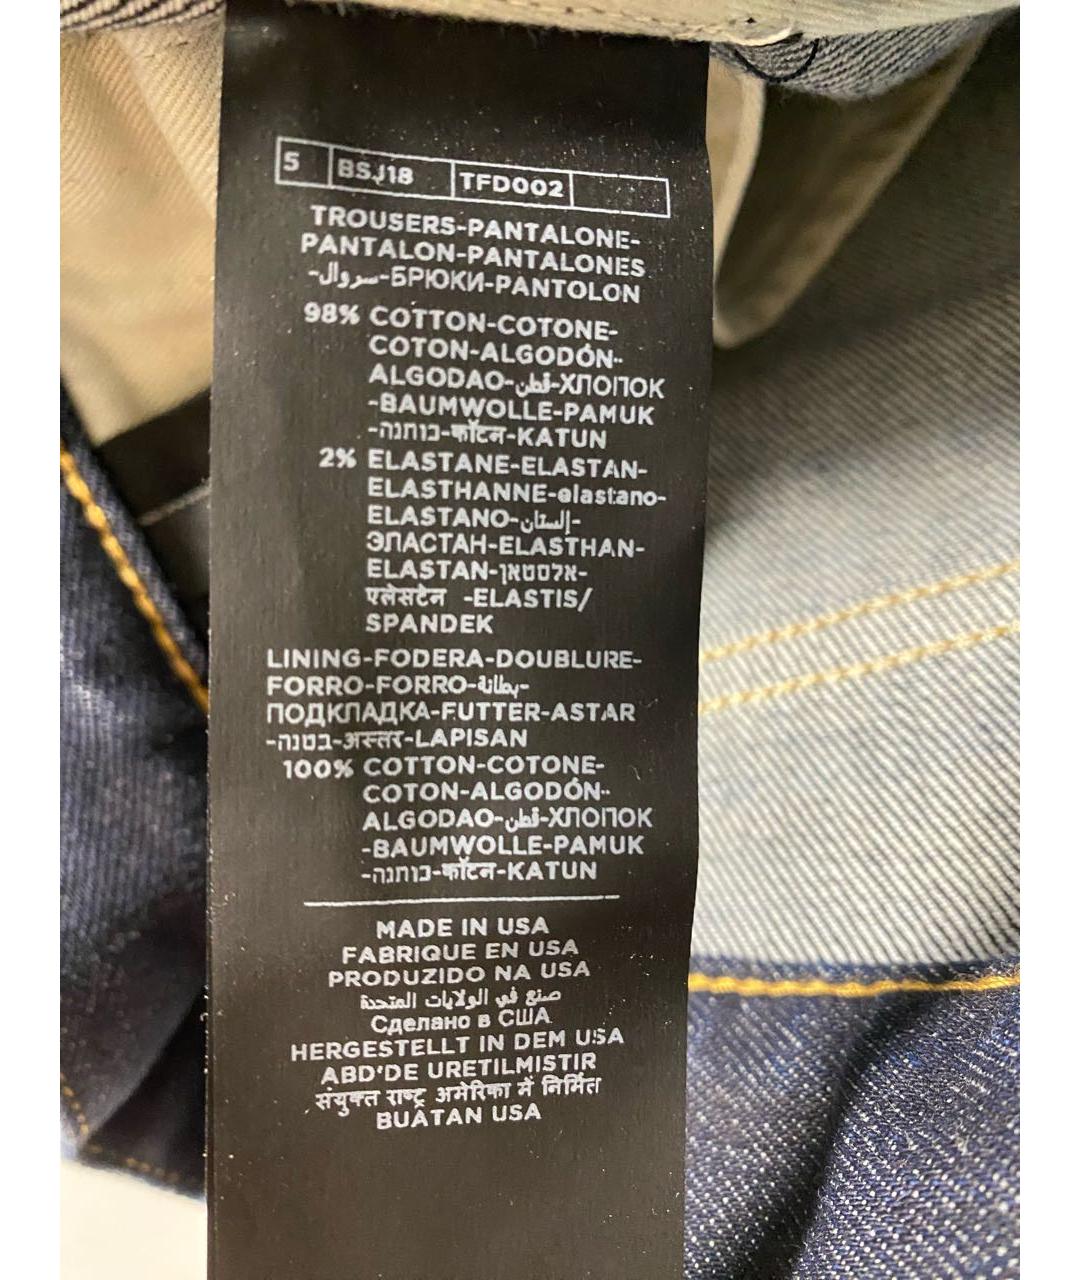 5 BSJ18 TFD002
TROUSERS-PANTALONE-
PANTALON-PANTALONES
-سروال-БРЮКИ-PANTOLON
98% COTTON-COTONE-
COTON-ALGODÓN-
ALGODAO-قطن-ХЛОПОК
-BAUMWOLLE-PAMUK
-כותנה-कॉटन-KATUN
2% ELASTANE-ELASTAN-
ELASTHANNE-elastano-
ELASTANO-إلستان-
ЭЛАСТАН-ELASTHAN-
ELASTAN-אלסטאן-
एलेसटेन -ELASTIS/
SPANDEK
LINING-FODERA-DOUBLURE-
FORRO-FORRO-بطانة-
ПОДКЛАДКА-FUTTER-ASTAR
-בטנה-अस्तर-LAPISAN
100% COTTON-COTONE-
COTON-ALGODÓN-
ALGODAO-قطن-ХЛОПОК
-BAUMWOLLE-PAMUK
-כותנה-कॉटन-KATUN
MADE IN USA
FABRIQUE EN USA
PRODUZIDO NA USA
صنع في الولايات المتحدة
Сделано в США
HERGESTELLT IN DEM USA
ABD'DE URETILMISTIR
संयुक्त राष्ट्र अमेरिका में निर्मित
BUATAN USA